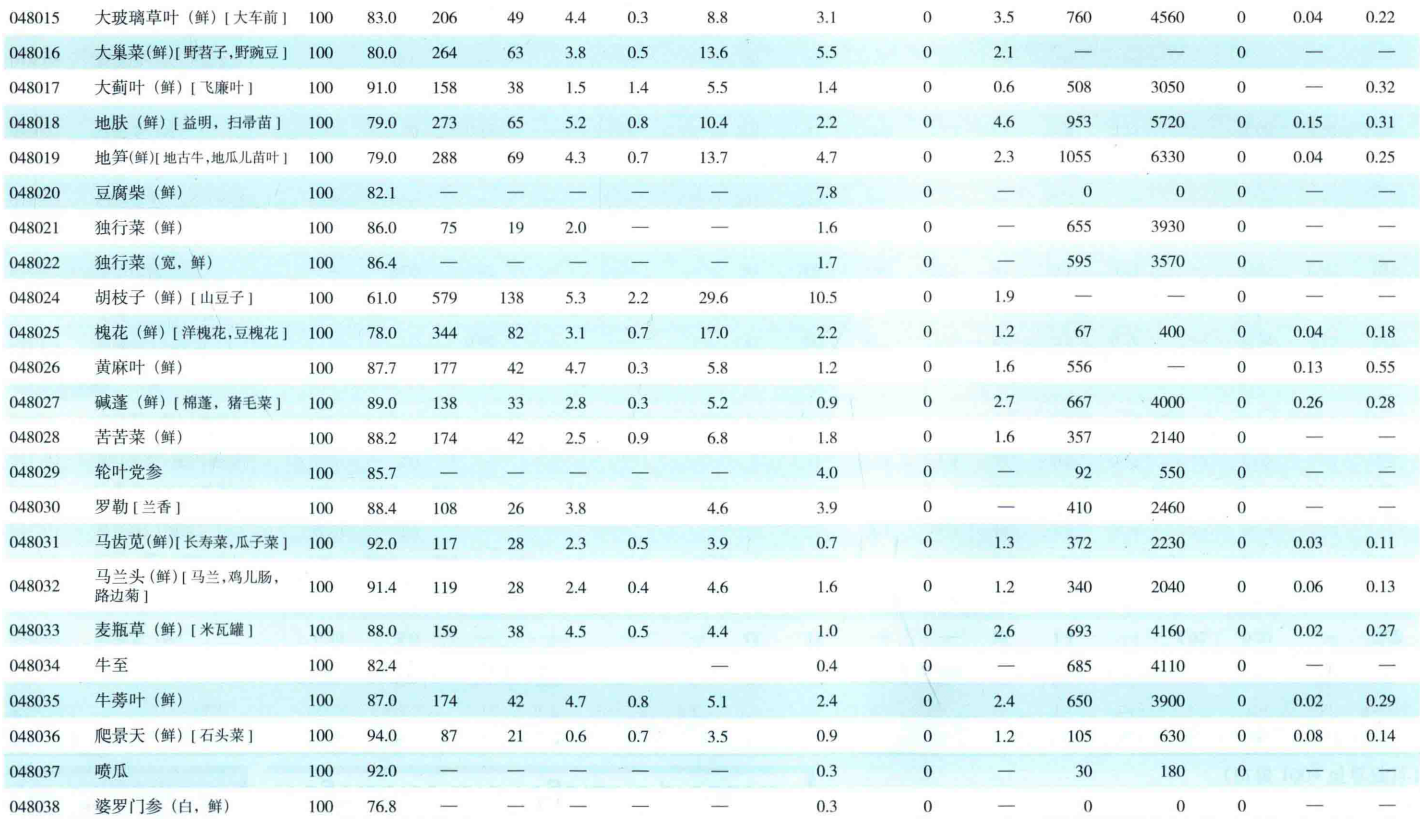 048015 大玻璃草叶（鲜）[大车前] 100 83.0 206 49 4.4 0.3 8.8 3.1 0 3.5 760 4560 0 0.04 0.22
048016 大巢菜(鲜)[野苕子,野豌豆] 100 80.0 264 63 3.8 0.5 13.6 5.5 0 2.1 — — 0 — —
048017 大蓟叶（鲜）[飞廉叶] 100 91.0 158 38 1.5 1.4 5.5 1.4 0 0.6 508 3050 0 — 0.32
048018 地肤（鲜）[益明，扫帚苗] 100 79.0 273 65 5.2 0.8 10.4 2.2 0 4.6 953 5720 0 0.15 0.31
048019 地笋(鲜)[地古牛,地瓜儿苗叶] 100 79.0 288 69 4.3 0.7 13.7 4.7 0 2.3 1055 6330 0 0.04 0.25
048020 豆腐柴（鲜） 100 82.1 — — — — — 7.8 0 — 0 0 0 — —
048021 独行菜（鲜） 100 86.0 75 19 2.0 — — 1.6 0 — 655 3930 0 — —
048022 独行菜（宽，鲜） 100 86.4 — — — — — 1.7 0 — 595 3570 0 — —
048024 胡枝子（鲜）[山豆子] 100 61.0 579 138 5.3 2.2 29.6 10.5 0 1.9 — — 0 — —
048025 槐花（鲜）[洋槐花,豆槐花] 100 78.0 344 82 3.1 0.7 17.0 2.2 0 1.2 67 400 0 0.04 0.18
048026 黄麻叶（鲜） 100 87.7 177 42 4.7 0.3 5.8 1.2 0 1.6 556 — 0 0.13 0.55
048027 碱蓬（鲜）[棉蓬，猪毛菜] 100 89.0 138 33 2.8 0.3 5.2 0.9 0 2.7 667 4000 0 0.26 0.28
048028 苦苦菜（鲜） 100 88.2 174 42 2.5 0.9 6.8 1.8 0 1.6 357 2140 0 — —
048029 轮叶党参 100 85.7 — — — — — 4.0 0 — 92 550 0 — —
048030 罗勒[兰香] 100 88.4 108 26 3.8 4.6 3.9 0 — 410 2460 0 — —
048031 马齿苋(鲜)[长寿菜,瓜子菜] 100 92.0 117 28 2.3 0.5 3.9 0.7 0 1.3 372 2230 0 0.03 0.11
048032 马兰头(鲜)[马兰,鸡儿肠,路边菊] 100 91.4 119 28 2.4 0.4 4.6 1.6 0 1.2 340 2040 0 0.06 0.13
048033 麦瓶草（鲜）[米瓦罐] 100 88.0 159 38 4.5 0.5 4.4 1.0 0 2.6 693 4160 0 0.02 0.27
048034 牛至 100 82.4 — 0.4 0 — 685 4110 0 — —
048035 牛蒡叶（鲜） 100 87.0 174 42 4.7 0.8 5.1 2.4 0 2.4 650 3900 0 0.02 0.29
048036 爬景天（鲜）[石头菜] 100 94.0 87 21 0.6 0.7 3.5 0.9 0 1.2 105 630 0 0.08 0.14
048037 喷瓜 100 92.0 — — — — — 0.3 0 — 30 180 0 — —
048038 婆罗门参（白，鲜） 100 76.8 — — — — — 0.3 0 — 0 0 0 — —